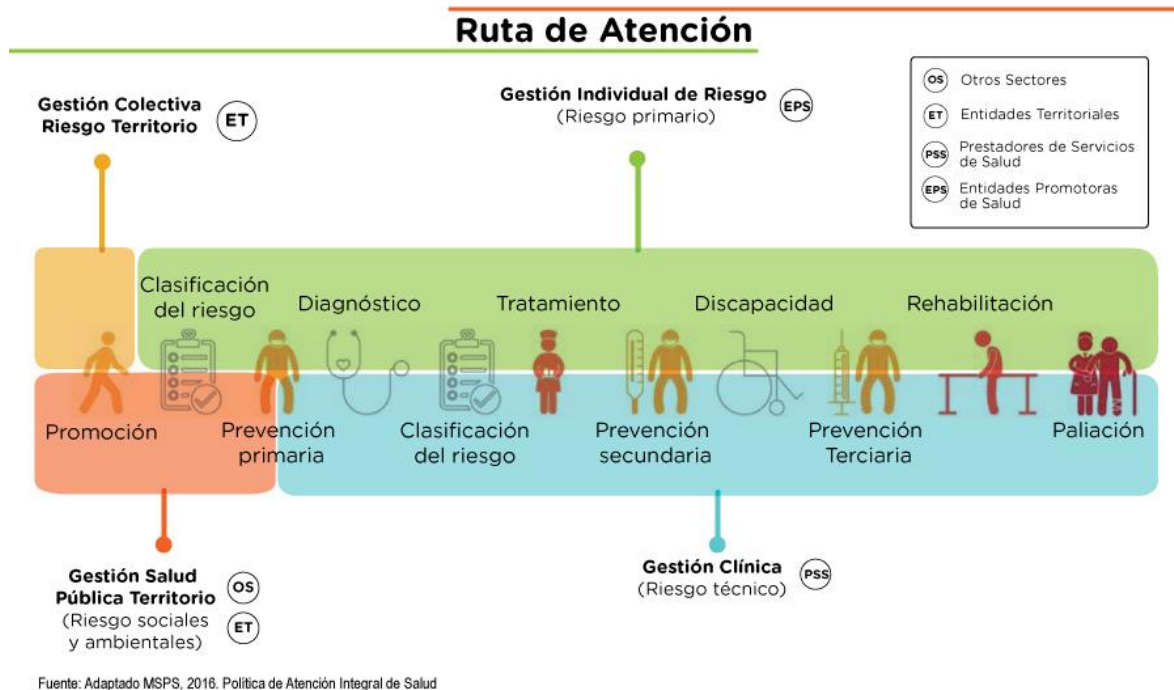 Ruta de Atención
Gestión Colectiva
Riesgo Territorio
ET
Gestión Individual de Riesgo
(Riesgo primario)
EPS
OS Otros Sectores
ET Entidades Territoriales
PSS Prestadores de Servicios
de Salud
EPS Entidades Promotoras
de Salud
Clasificación
del riesgo
Diagnóstico
Tratamiento
Discapacidad
Rehabilitación
Promoción
Prevención
primaria
Clasificación
del riesgo
Prevención
secundaria
Prevención
Terciaria
Paliación
Gestión Salud
Pública Territorio
(Riesgo sociales
y ambientales)
OS
ET
Gestión Clínica
(Riesgo técnico)
PSS
Fuente: Adaptado MSPS, 2016. Política de Atención Integral de Salud